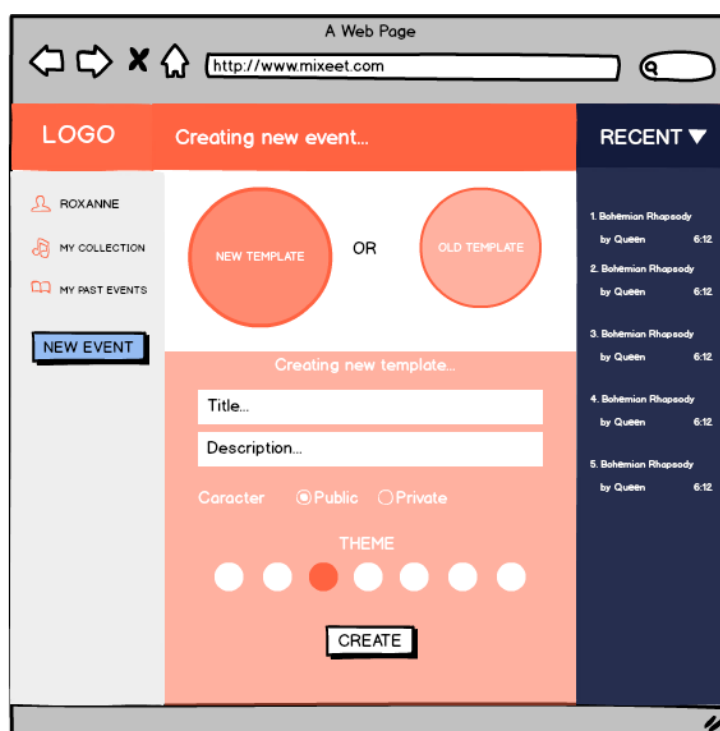 A Web Page
http://www.mixeet.com
LOGO
Creating new event...
RECENT
ROXANNE
MY COLLECTION
MY PAST EVENTS
NEW EVENT
NEW TEMPLATE
OR
OLD TEMPLATE
Creating new template...
Title...
Description...
Caracter Public Private
THEME
CREATE
1. Bohemian Rhapsody
by Queen 6:12
2. Bohemian Rhapsody
by Queen 6:12
3. Bohemian Rhapsody
by Queen 6:12
4. Bohemian Rhapsody
by Queen 6:12
5. Bohemian Rhapsody
by Queen 6:12